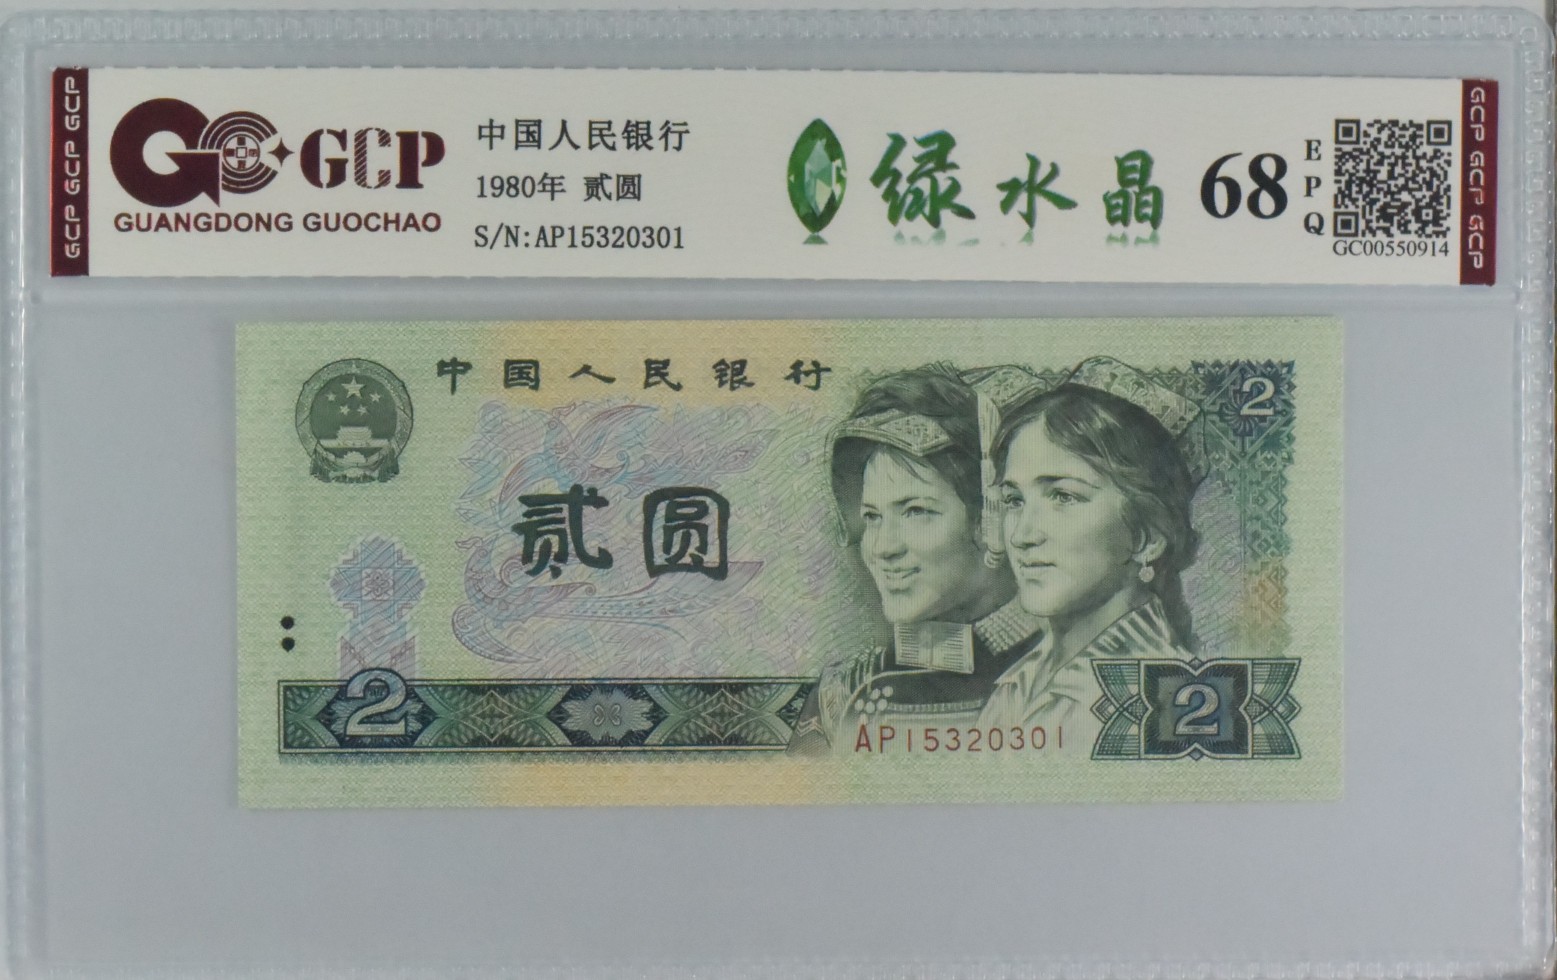 GCP GCP GCP
GCP
GUANGDONG GUOCHAO
中国人民银行
1980年 贰圆
S/N:AP15320301
绿水晶
68
EPQ
GC00550914
GCP GCP GCP
中国人民银行
2
贰圆
2
AP15320301
2